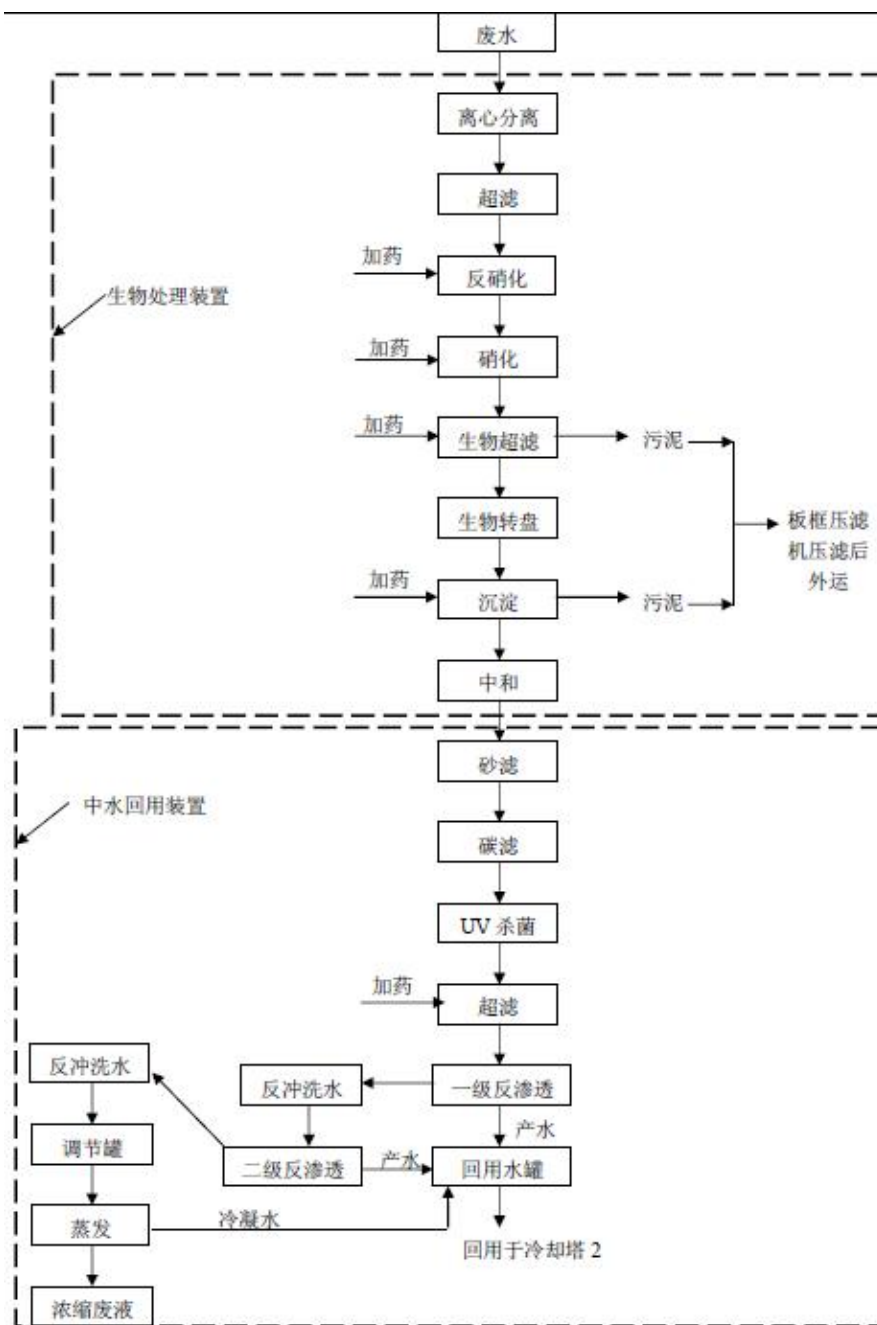 废水
离心分离
超滤
加药
反硝化
生物处理装置
加药
硝化
加药
生物超滤
污泥
生物转盘
板框压滤
机压滤后
外运
加药
沉淀
污泥
中和
砂滤
中水回用装置
碳滤
UV 杀菌
加药
超滤
反冲洗水
反冲洗水
一级反渗透
产水
调节罐
二级反渗透
产水
回用水罐
蒸发
冷凝水
回用于冷却塔 2
浓缩废液